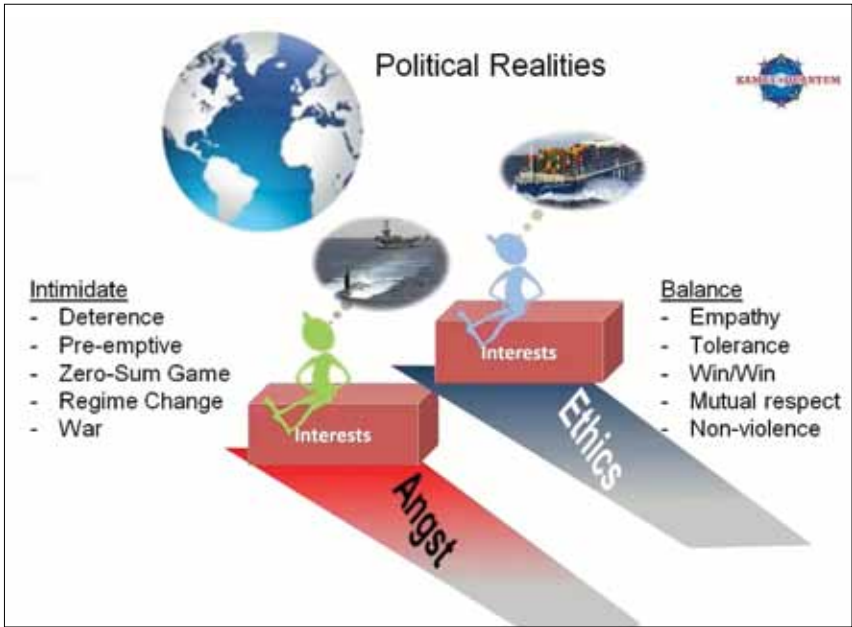 Political Realities
Intimidate
- Deterence
- Pre-emptive
- Zero-Sum Game
- Regime Change
- War
Balance
- Empathy
- Tolerance
- Win/Win
- Mutual respect
- Non-violence
Interests
Interests
Ethics
Angst